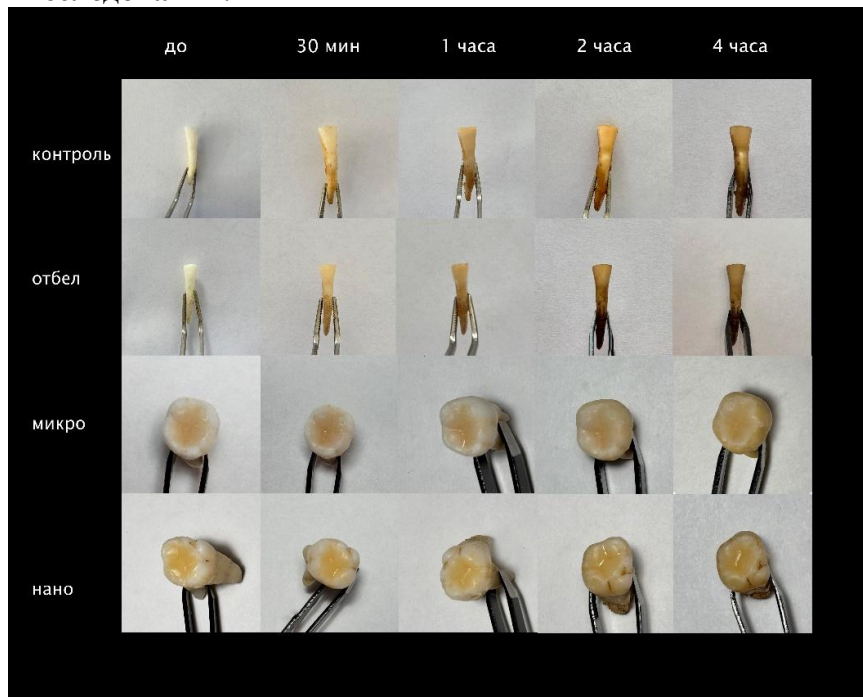 до 30 мин 1 часа 2 часа 4 часа
контроль
отбел
микро
нано